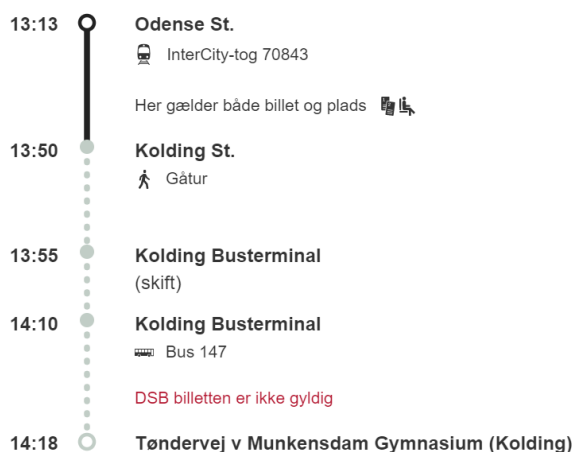 13:13 Odense St.
InterCity-tog 70843
Her gælder både billet og plads
13:50 Kolding St.
Gåtur
13:55 Kolding Busterminal
(skift)
14:10 Kolding Busterminal
Bus 147
DSB billetten er ikke gyldig
14:18 Tøndervej v Munkensdam Gymnasium (Kolding)